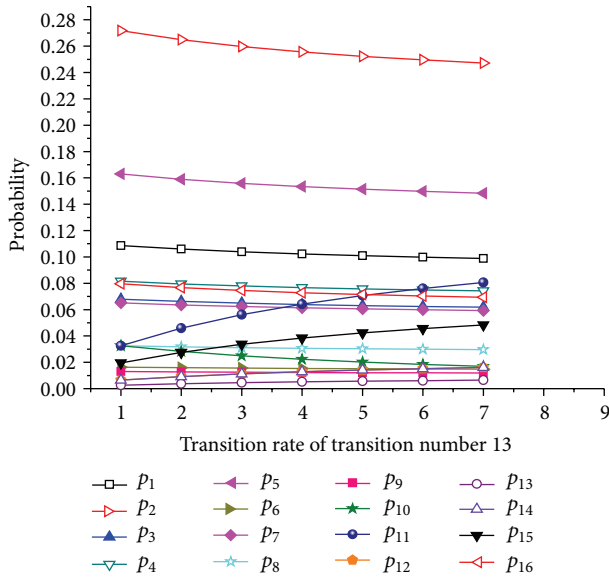 0.28
0.26
0.24
0.22
0.20
0.18
0.16
0.14
0.12
0.10
0.08
0.06
0.04
0.02
0.00
Probability
1 2 3 4 5 6 7 8 9
Transition rate of transition number 13
p1 p5 p9 p13
p2 p6 p10 p14
p3 p7 p11 p15
p4 p8 p12 p16